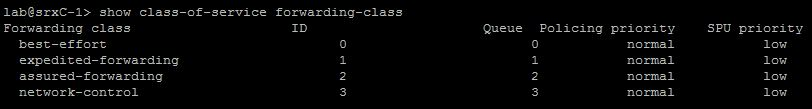 lab@srxC-1> show class-of-service forwarding-class
Forwarding class ID Queue Policing priority SPU priority
best-effort 0 0 normal low
expedited-forwarding 1 1 normal low
assured-forwarding 2 2 normal low
network-control 3 3 normal low